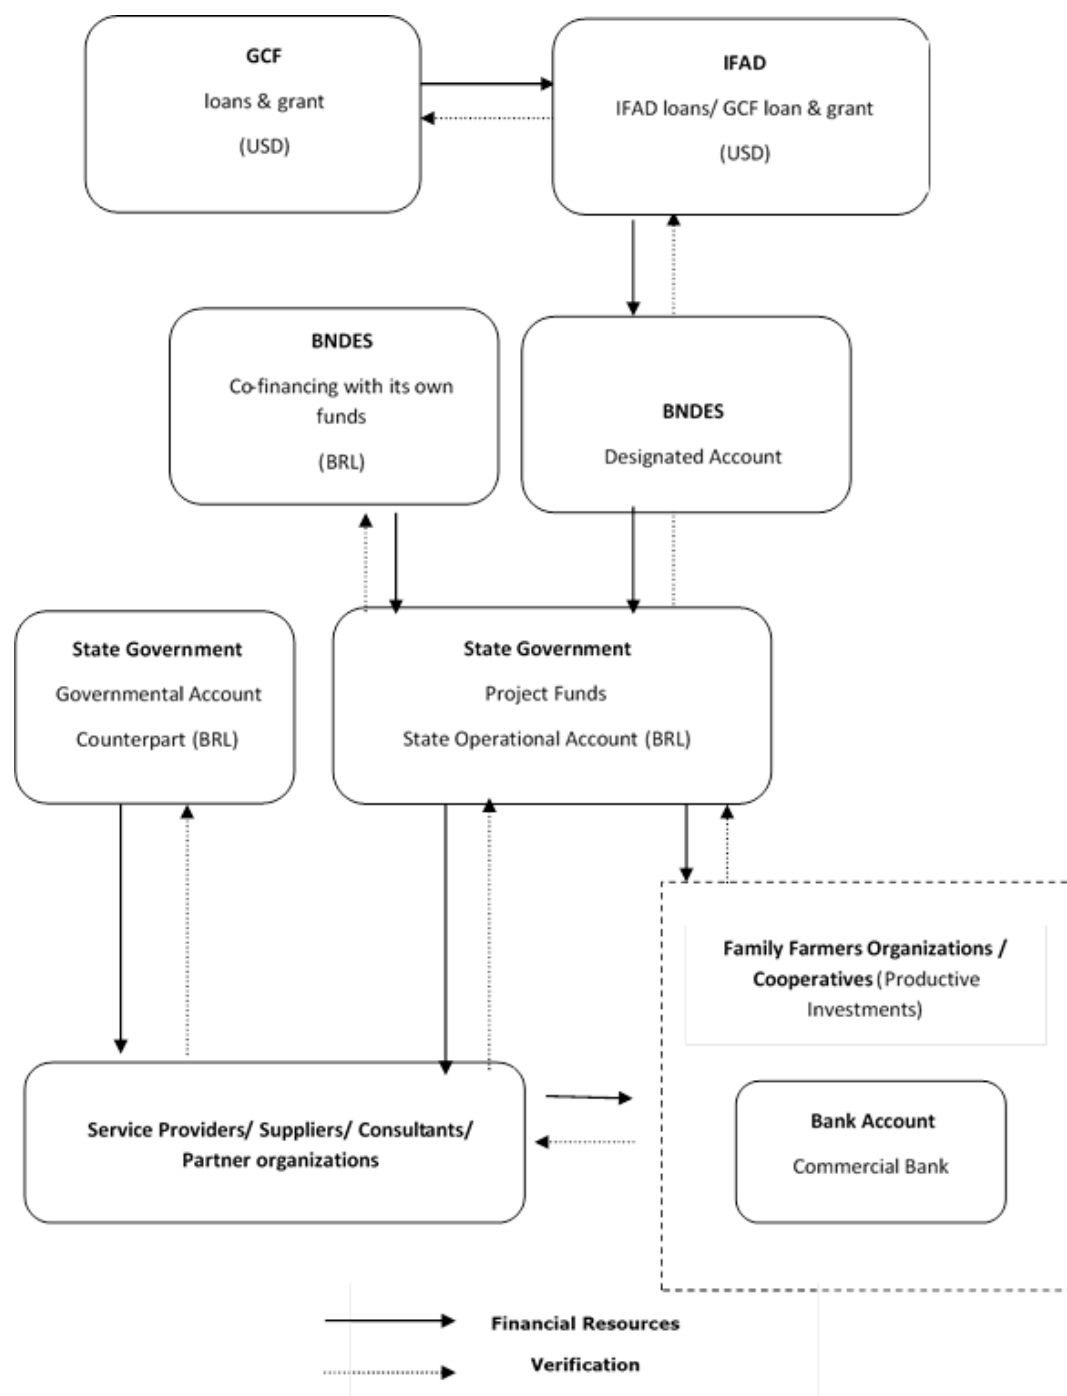 GCF
loans & grant
(USD)
IFAD
IFAD loans/ GCF loan & grant
(USD)
BNDES
Co-financing with its own
funds
(BRL)
BNDES
Designated Account
State Government
Governmental Account
Counterpart (BRL)
State Government
Project Funds
State Operational Account (BRL)
Family Farmers Organizations /
Cooperatives (Productive
Investments)
Service Providers/ Suppliers/ Consultants/
Partner organizations
Bank Account
Commercial Bank
Financial Resources
Verification